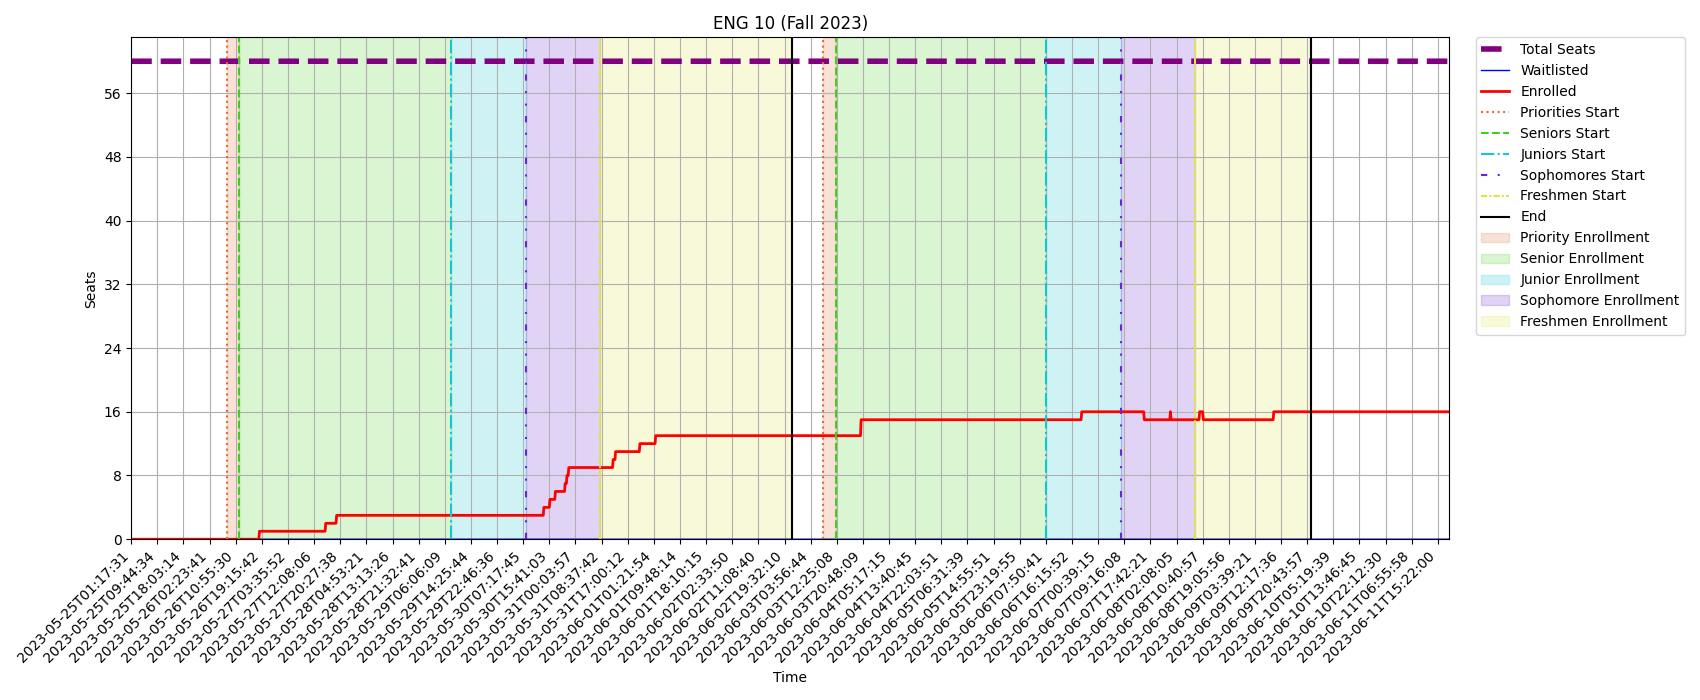 ENG 10 (Fall 2023)
Seats
56
48
40
32
24
16
8
0
2023-05-25T01:17:31
2023-05-25T09:44:34
2023-05-25T18:03:14
2023-05-26T02:23:41
2023-05-26T10:55:30
2023-05-26T19:15:42
2023-05-27T03:35:52
2023-05-27T12:08:06
2023-05-27T20:27:38
2023-05-28T04:53:21
2023-05-28T13:13:26
2023-05-28T21:32:41
2023-05-29T06:06:09
2023-05-29T14:25:44
2023-05-29T22:46:36
2023-05-30T07:17:45
2023-05-30T15:41:03
2023-05-31T00:03:57
2023-05-31T08:37:42
2023-05-31T17:00:12
2023-06-01T01:21:54
2023-06-01T09:48:14
2023-06-01T18:10:15
2023-06-02T02:33:50
2023-06-02T11:08:40
2023-06-02T19:32:10
2023-06-03T03:56:44
2023-06-03T12:25:08
2023-06-03T20:48:09
2023-06-04T05:17:15
2023-06-04T13:40:45
2023-06-04T22:03:51
2023-06-05T06:31:39
2023-06-05T14:55:51
2023-06-05T23:19:55
2023-06-06T07:50:41
2023-06-06T16:15:52
2023-06-07T00:39:15
2023-06-07T09:16:08
2023-06-07T17:42:21
2023-06-08T02:08:05
2023-06-08T10:40:57
2023-06-08T19:05:56
2023-06-09T03:39:21
2023-06-09T12:17:36
2023-06-09T20:43:57
2023-06-10T05:19:39
2023-06-10T13:46:45
2023-06-10T22:12:30
2023-06-11T06:55:58
2023-06-11T15:22:00
Time
Total Seats
Waitlisted
Enrolled
Priorities Start
Seniors Start
Juniors Start
Sophomores Start
Freshmen Start
End
Priority Enrollment
Senior Enrollment
Junior Enrollment
Sophomore Enrollment
Freshmen Enrollment